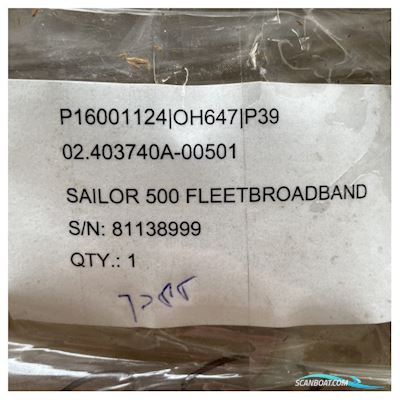 P16001124|OH647|P39
02.403740A-00501
SAILOR 500 FLEETBROADBAND
S/N: 81138999
QTY.: 1
SCANBOAT.COM